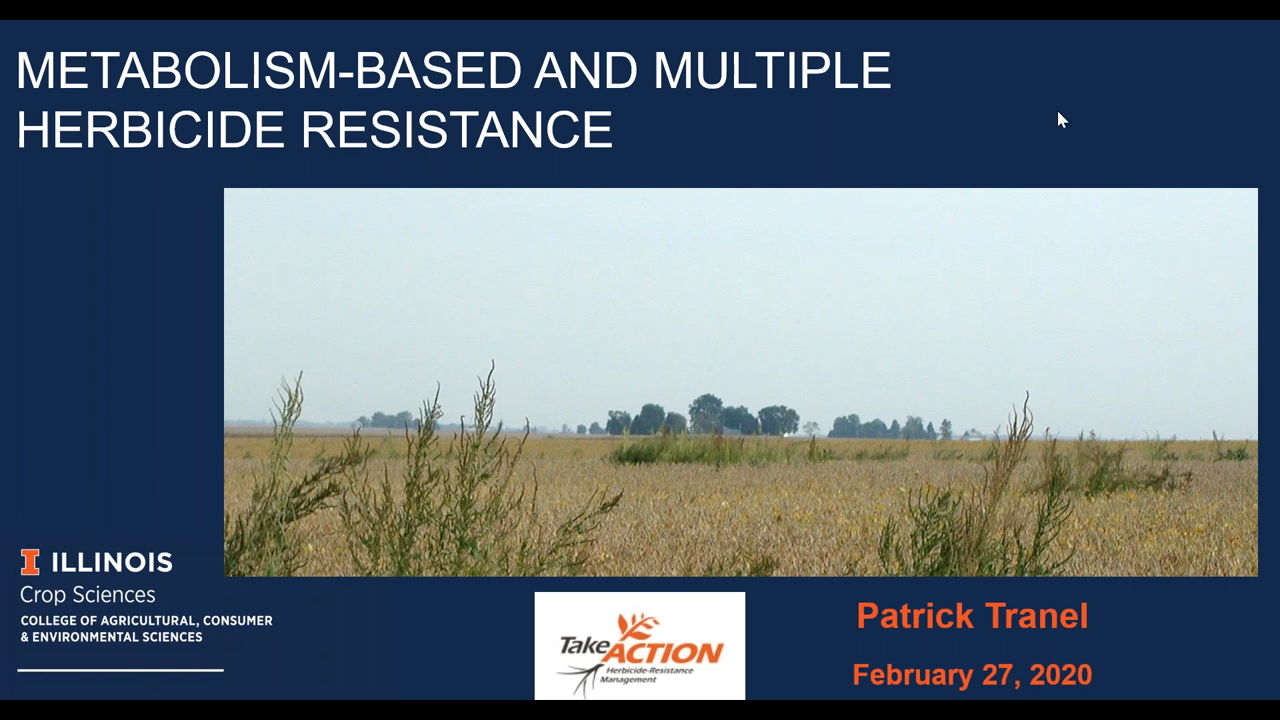 METABOLISM-BASED AND MULTIPLE
HERBICIDE RESISTANCE
I ILLINOIS
Crop Sciences
COLLEGE OF AGRICULTURAL, CONSUMER
& ENVIRONMENTAL SCIENCES
Take ACTION
Herbicide-Resistance
Management
Patrick Tranel
February 27, 2020